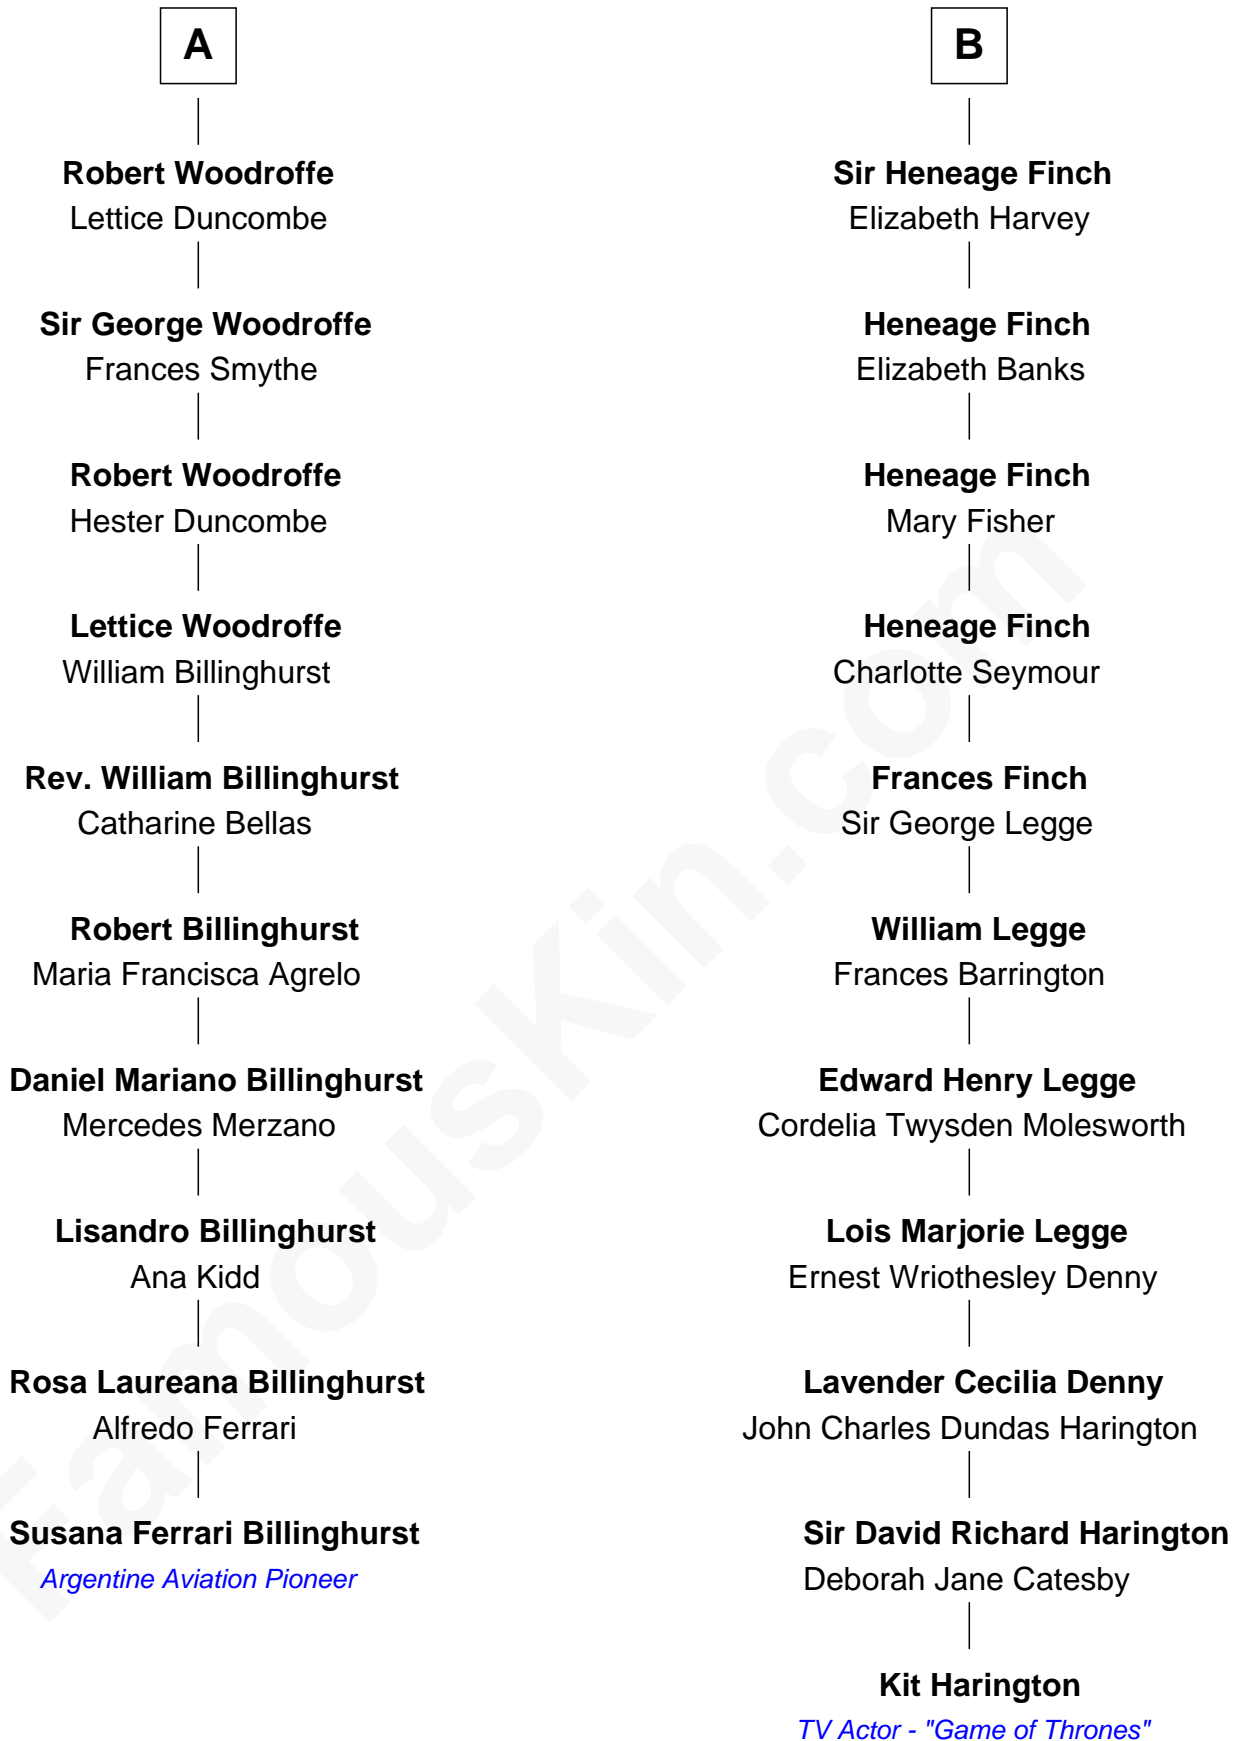 A
Robert Woodroffe
Lettice Duncombe
Sir George Woodroffe
Frances Smythe
Robert Woodroffe
Hester Duncombe
Lettice Woodroffe
William Billinghurst
Rev. William Billinghurst
Catharine Bellas
Robert Billinghurst
Maria Francisca Agrelo
Daniel Mariano Billinghurst
Mercedes Merzano
Lisandro Billinghurst
Ana Kidd
Rosa Laureana Billinghurst
Alfredo Ferrari
Susana Ferrari Billinghurst
Argentine Aviation Pioneer
B
Sir Heneage Finch
Elizabeth Harvey
Heneage Finch
Elizabeth Banks
Heneage Finch
Mary Fisher
Heneage Finch
Charlotte Seymour
Frances Finch
Sir George Legge
William Legge
Frances Barrington
Edward Henry Legge
Cordelia Twysden Molesworth
Lois Marjorie Legge
Ernest Wriothesley Denny
Lavender Cecilia Denny
John Charles Dundas Harington
Sir David Richard Harington
Deborah Jane Catesby
Kit Harington
TV Actor - "Game of Thrones"
FamousKin.com